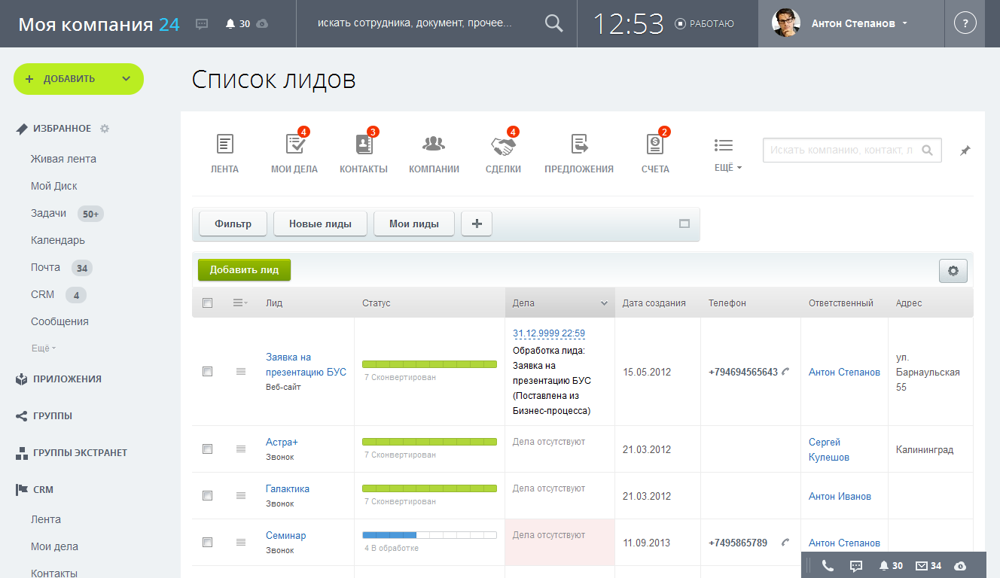 Моя компания 24
30
искать сотрудника, документ, прочее...
12:53
РАБОТАЮ
Антон Степанов
?
+ ДОБАВИТЬ
Список лидов
ИЗБРАННОЕ
Живая лента
Мой Диск
Задачи 50+
Календарь
Почта 34
CRM 4
Сообщения
Ещё
ПРИЛОЖЕНИЯ
ГРУППЫ
ГРУППЫ ЭКСТРАНЕТ
CRM
Лента
Мои дела
Контакты
ЛЕНТА
4
МОИ ДЕЛА
3
КОНТАКТЫ
КОМПАНИИ
4
СДЕЛКИ
ПРЕДЛОЖЕНИЯ
2
СЧЕТА
ЕЩЁ
Искать компанию, контакт, л
Фильтр
Новые лиды
Мои лиды
+
Добавить лид
Лид
Статус
Дела
Дата создания
Телефон
Ответственный
Адрес
Заявка на
презентацию БУС
Веб-сайт
7 Сконвертирован
31.12.9999 22:59
Обработка лида:
Заявка на
презентацию БУС
(Поставлена из
Бизнес-процесса)
15.05.2012
+794694565643
Антон Степанов
ул.
Барнаульская
55
Астра+
Звонок
7 Сконвертирован
Дела отсутствуют
21.03.2012
Сергей
Кулешов
Калининград
Галактика
Звонок
7 Сконвертирован
Дела отсутствуют
21.03.2012
Антон Иванов
Семинар
Звонок
4 В обработке
Дела отсутствуют
11.09.2013
+7495865789
Антон Степанов
30
34